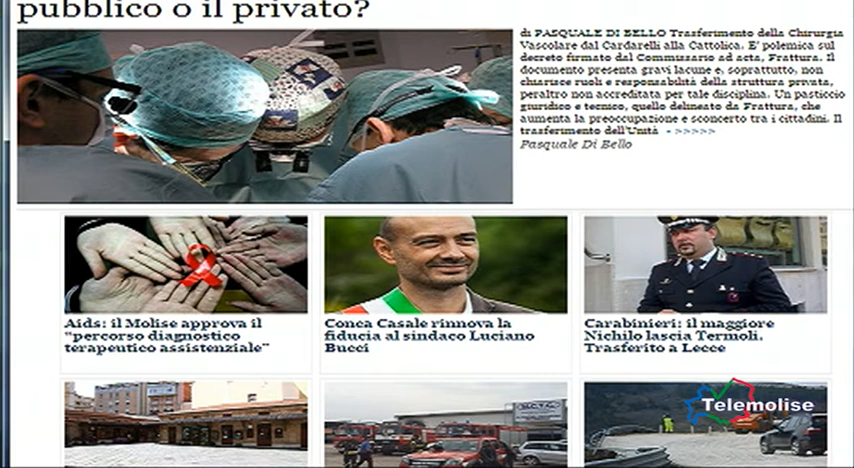 pubblico o il privato?
di PASQUALE DI BELLO Trasferimento della Chirurgia
Vascolare dal Cardarelli alla Cattolica. E' polemica sul
decreto firmato dal Commissario ad acta, Frattura. Il
documento presenta gravi lacune e, soprattutto, non
chiarisce ruoli e responsabilità della struttura privata,
peraltro non accreditata per tale disciplina. Un pasticcio
giuridico e tecnico, quello delineato da Frattura, che
aumenta la preoccupazione e sconcerto tra i cittadini. Il
trasferimento dell'Unità - >>>>>
Pasquale Di Bello
Aids: il Molise approva il
"percorso diagnostico
terapeutico assistenziale"
Conca Casale rinnova la
fiducia al sindaco Luciano
Bucci
Carabinieri: il maggiore
Nichilo lascia Termoli.
Trasferito a Lecce
Telemolise